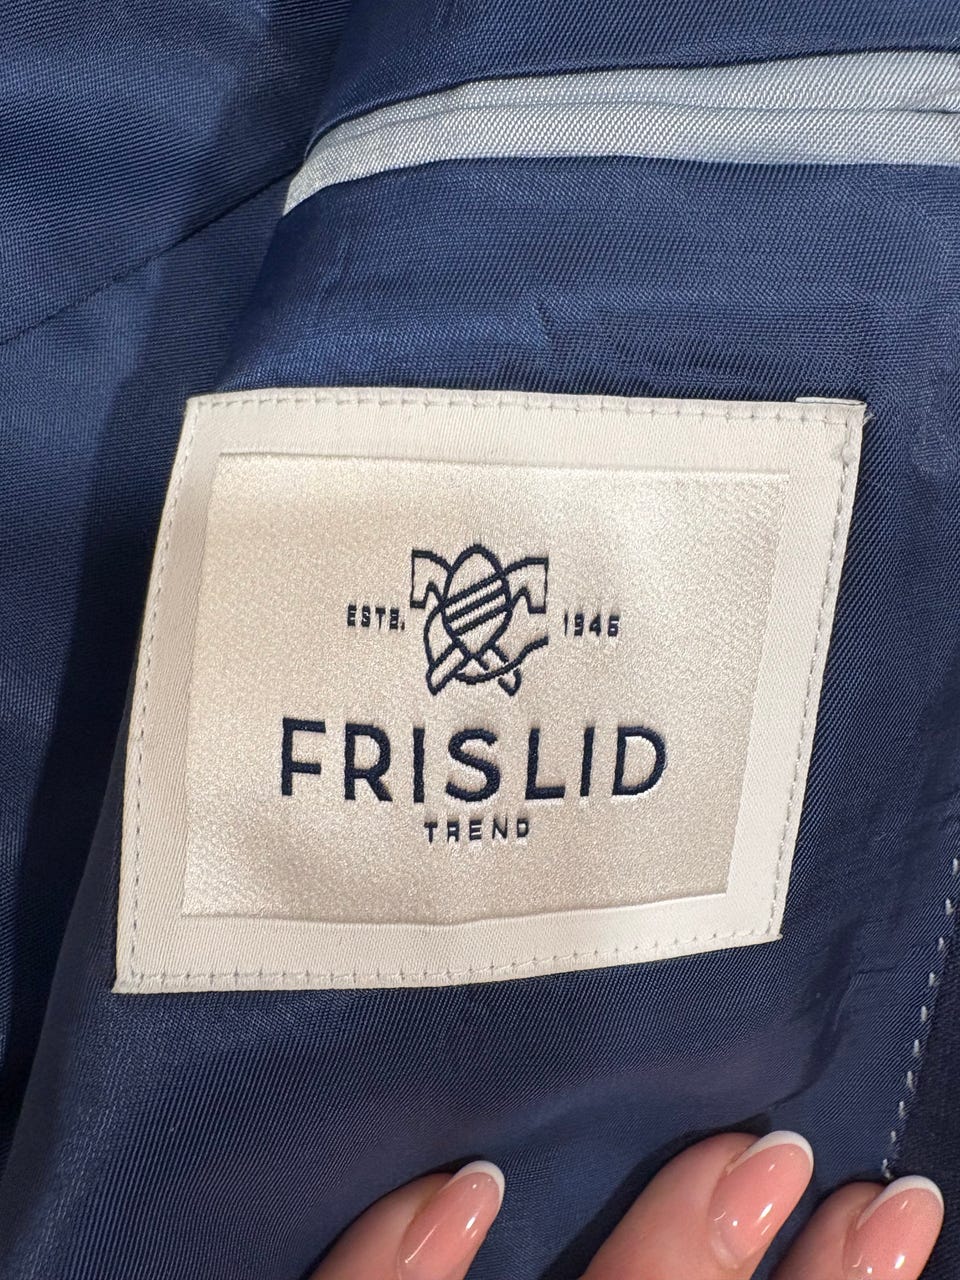 ESTD. 1946
FRISLID
TREND